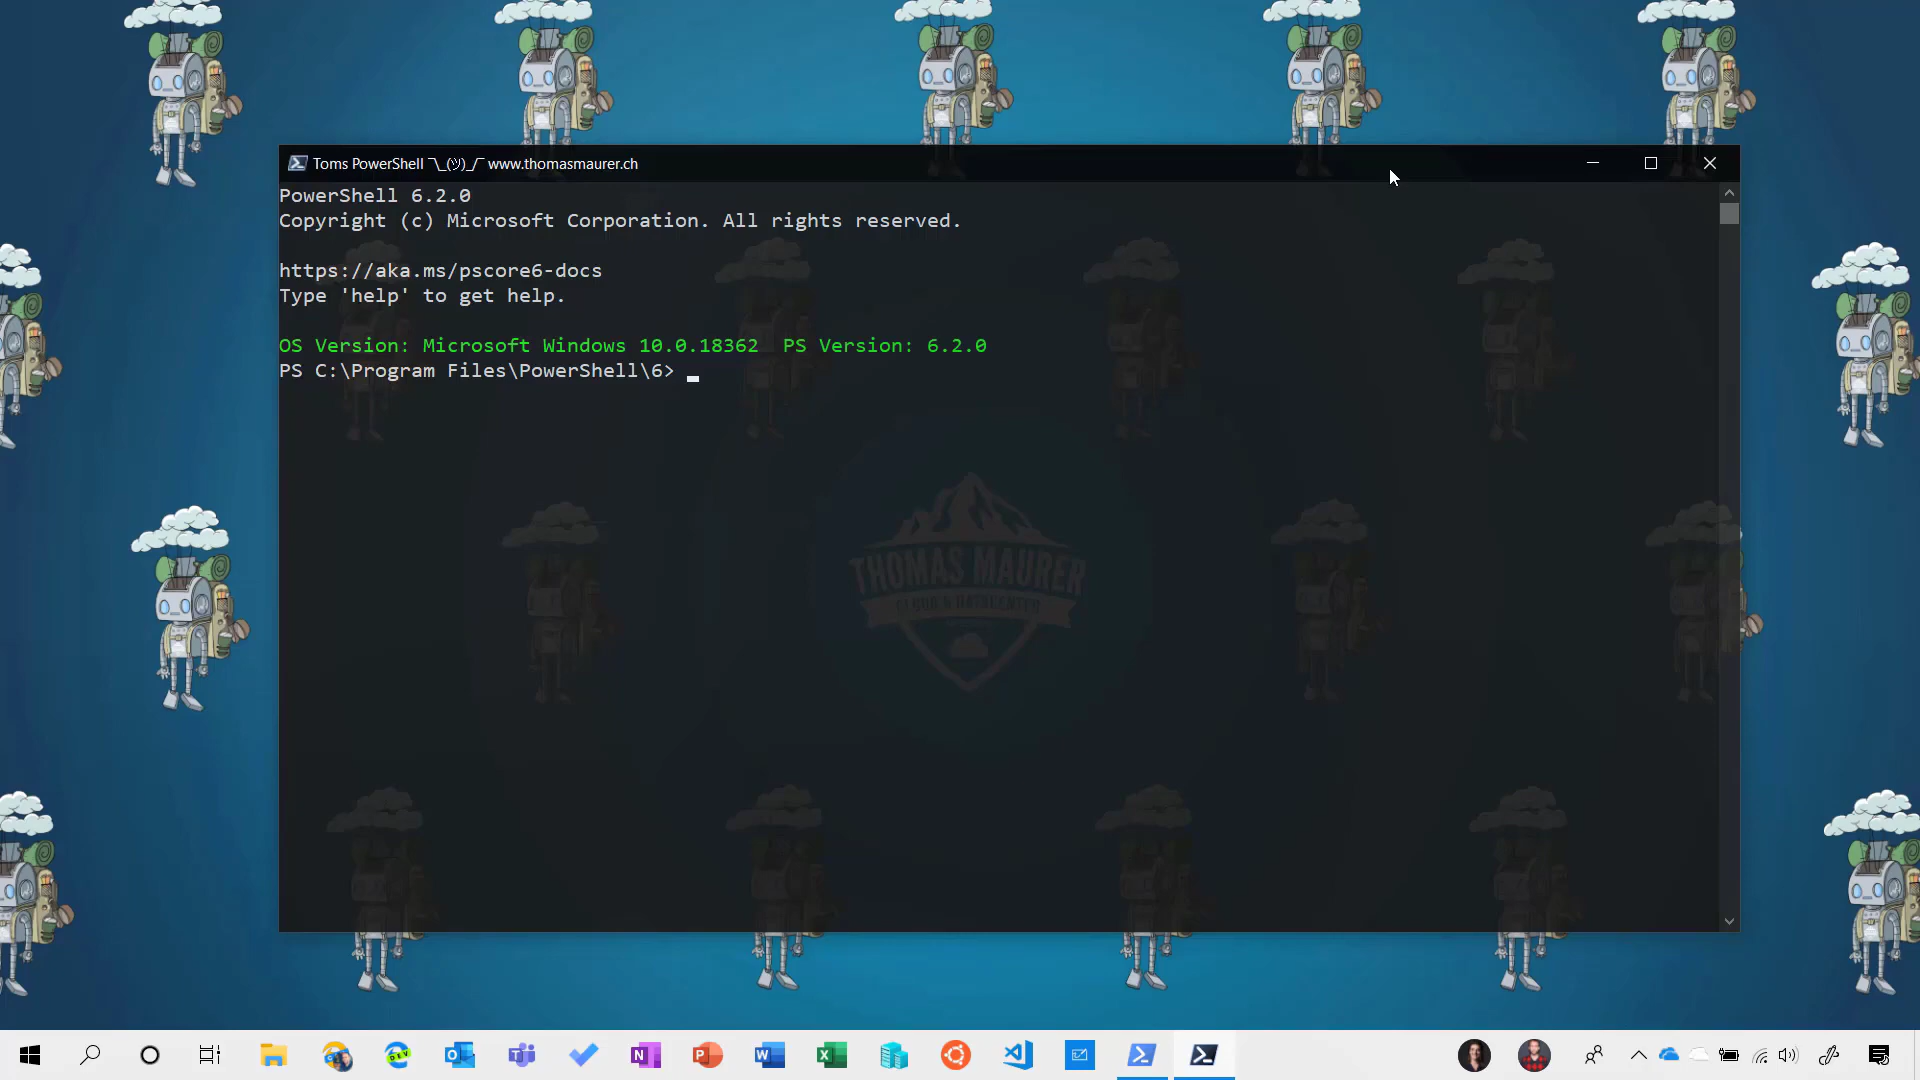 Toms PowerShell ¯\_(ツ)_/¯ www.thomasmaurer.ch
PowerShell 6.2.0
Copyright (c) Microsoft Corporation. All rights reserved.
https://aka.ms/pscore6-docs
Type 'help' to get help.
OS Version: Microsoft Windows 10.0.18362  PS Version: 6.2.0
PS C:\Program Files\PowerShell\6>
THOMAS MAURER
CLOUD & DATACENTER